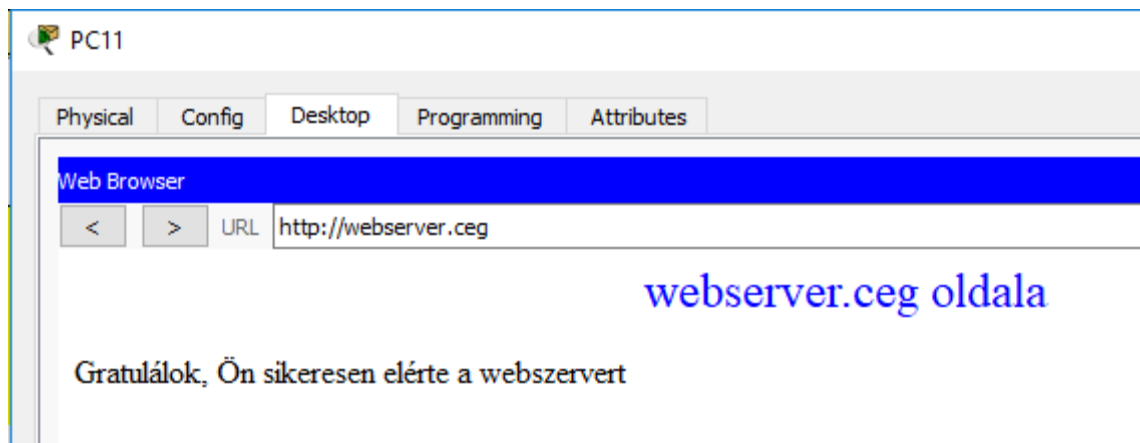 PC11
Physical Config Desktop Programming Attributes
Web Browser
< > URL http://webserver.ceg
webserver.ceg oldala
Gratulálok, Ön sikeresen elérte a webszervert